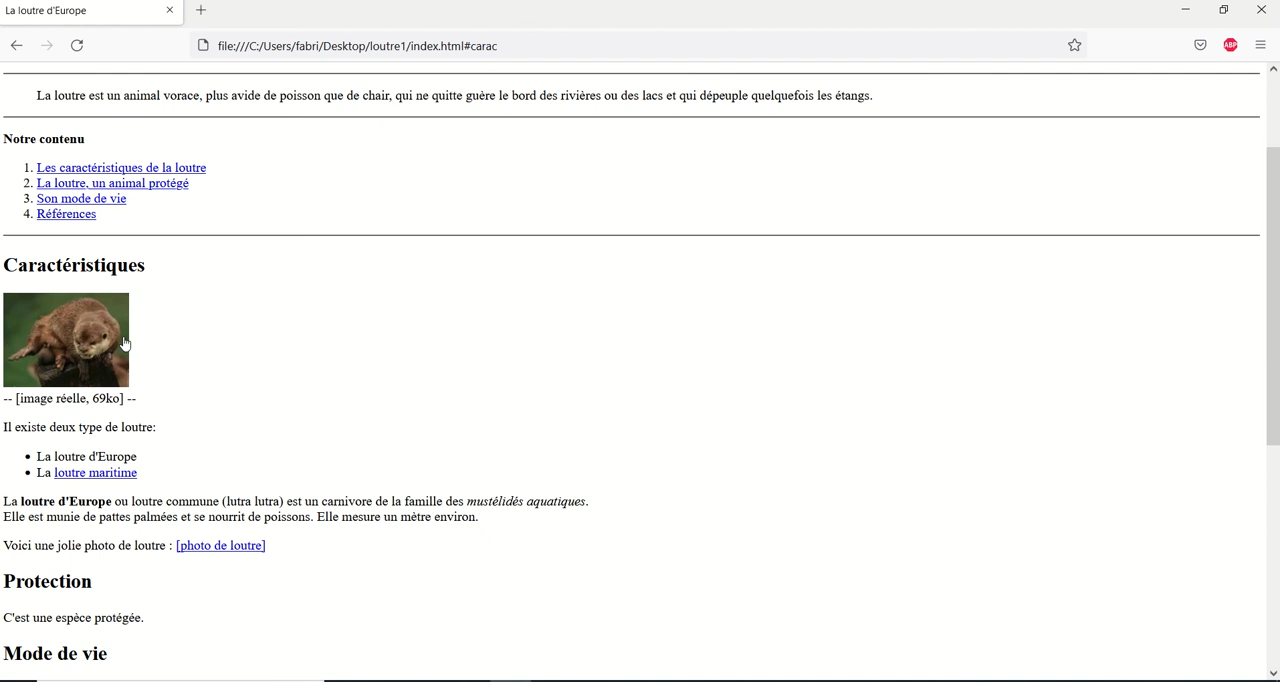 La loutre d'Europe
file:///C:/Users/fabri/Desktop/loutre1/index.html#carac
ABP
La loutre est un animal vorace, plus avide de poisson que de chair, qui ne quitte guère le bord des rivières ou des lacs et qui dépeuple quelquefois les étangs.
Notre contenu
1. Les caractéristiques de la loutre
2. La loutre, un animal protégé
3. Son mode de vie
4. Références
Caractéristiques
-- [image réelle, 69ko] --
Il existe deux type de loutre:
• La loutre d'Europe
• La loutre maritime
La loutre d'Europe ou loutre commune (lutra lutra) est un carnivore de la famille des mustélidés aquatiques.
Elle est munie de pattes palmées et se nourrit de poissons. Elle mesure un mètre environ.
Voici une jolie photo de loutre : [photo de loutre]
Protection
C'est une espèce protégée.
Mode de vie